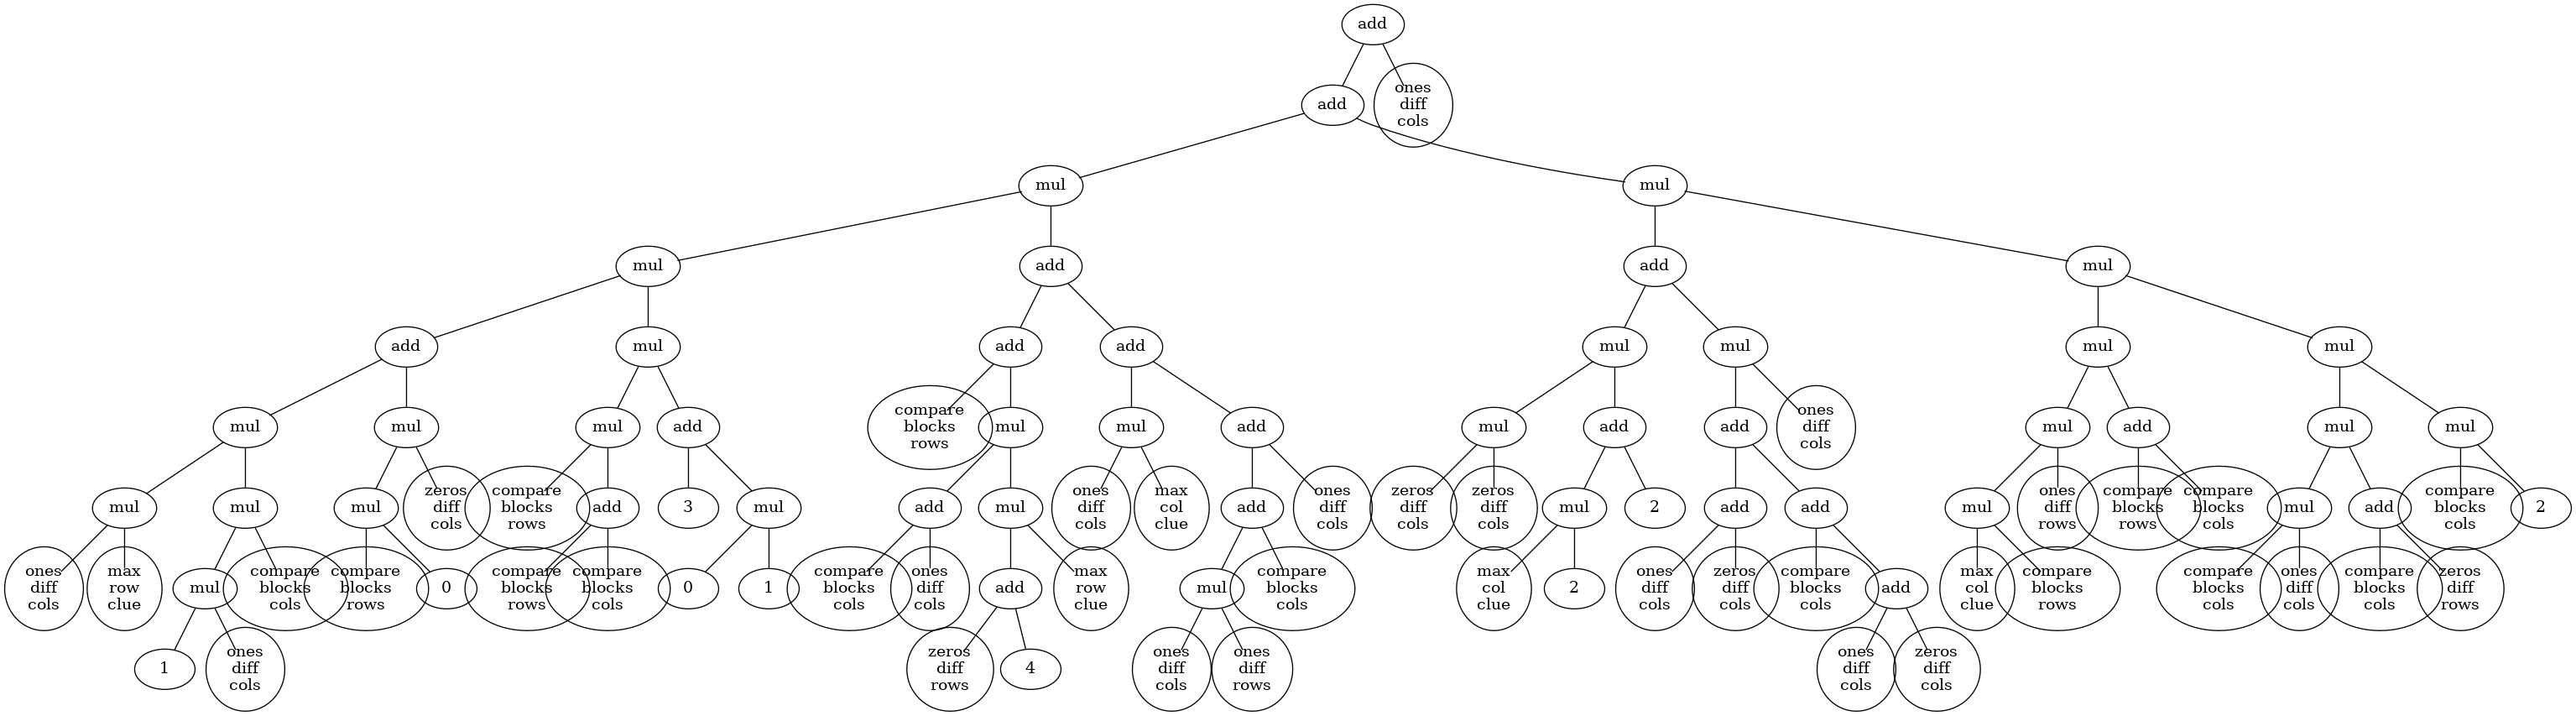 add
add
ones
diff
cols
mul
mul
mul
add
add
mul
add
mul
add
add
mul
mul
mul
mul
mul
mul
mul
add
compare
blocks
rows
mul
mul
add
mul
add
add
ones
diff
cols
mul
add
mul
mul
mul
mul
mul
zeros
diff
cols
compare
blocks
rows
add
3
mul
add
mul
ones
diff
cols
max
col
clue
add
ones
diff
cols
zeros
diff
cols
zeros
diff
cols
mul
2
add
add
mul
ones
diff
rows
compare
blocks
rows
compare
blocks
cols
mul
add
compare
blocks
cols
2
ones
diff
cols
max
row
clue
mul
compare
blocks
cols
compare
blocks
rows
0
compare
blocks
rows
compare
blocks
cols
0
1
compare
blocks
cols
ones
diff
cols
add
max
row
clue
mul
compare
blocks
cols
max
col
clue
2
ones
diff
cols
zeros
diff
cols
compare
blocks
cols
add
max
col
clue
compare
blocks
rows
compare
blocks
cols
ones
diff
cols
compare
blocks
cols
zeros
diff
rows
1
ones
diff
cols
zeros
diff
rows
4
ones
diff
cols
ones
diff
rows
ones
diff
cols
zeros
diff
cols